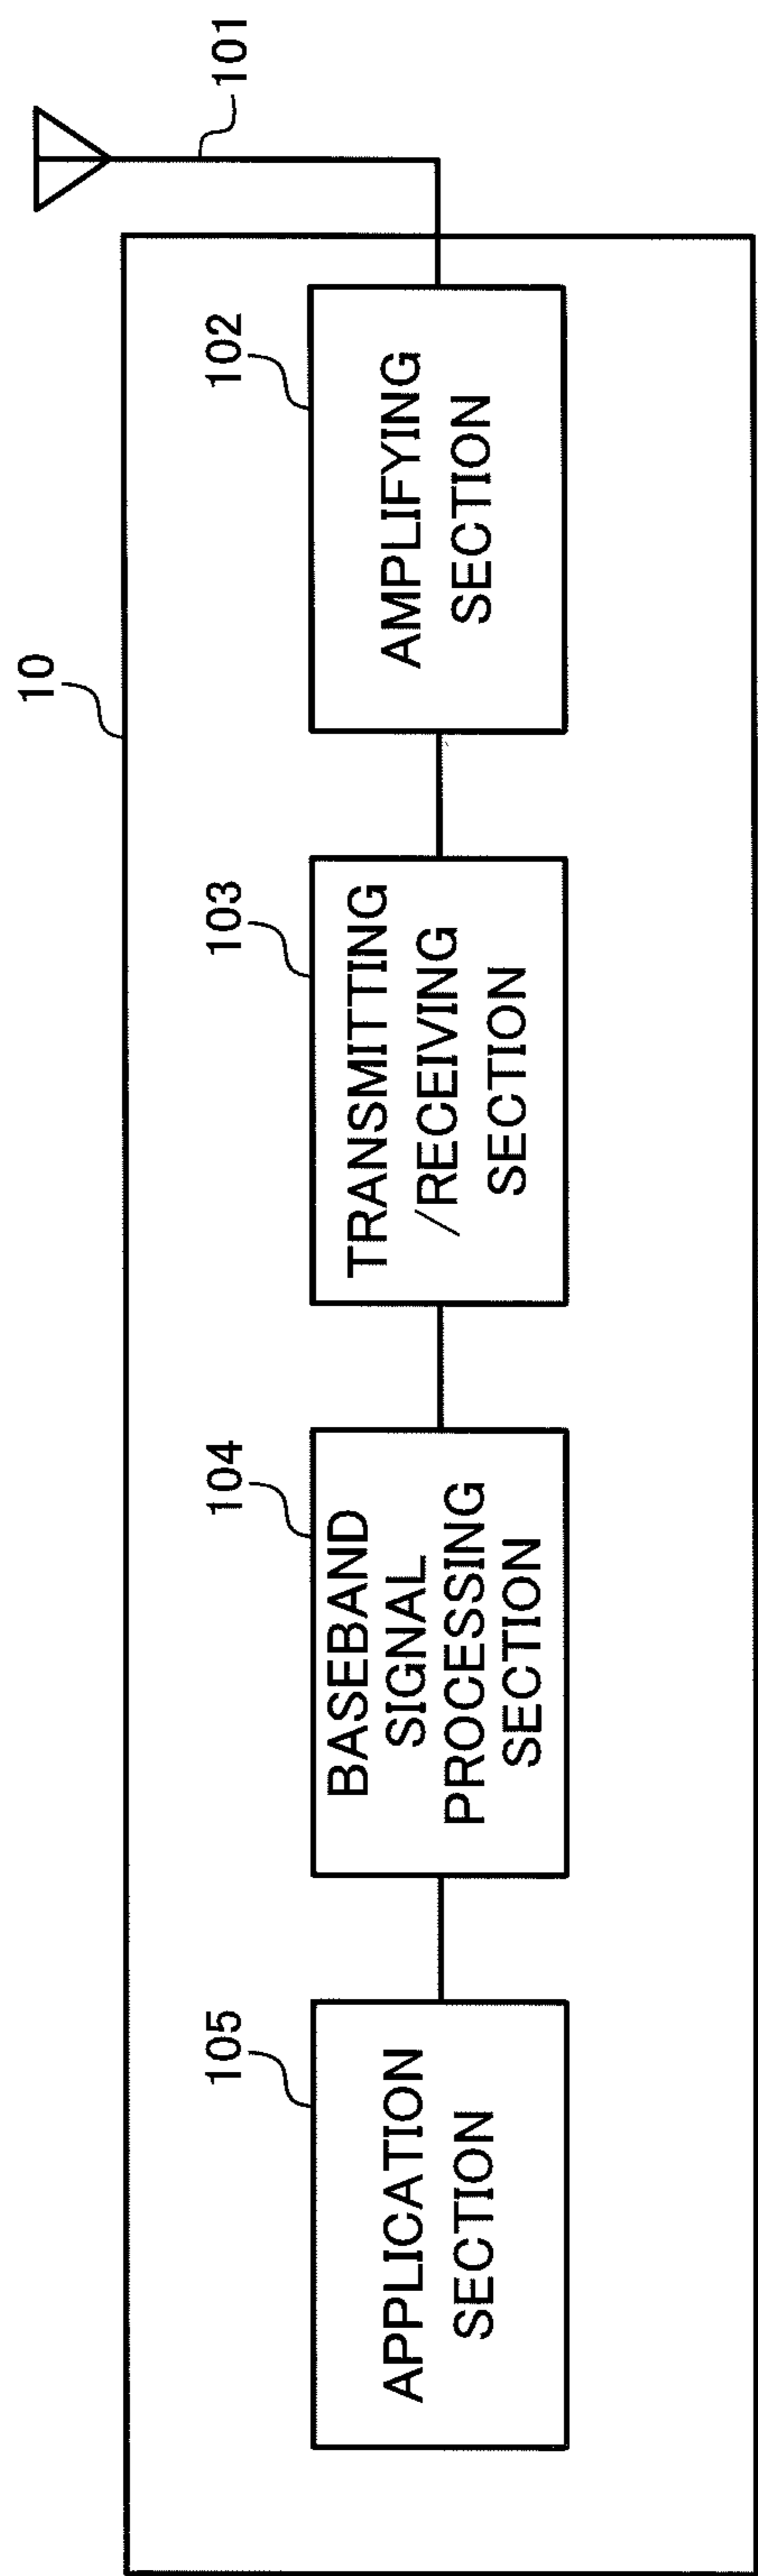 10
101
105
104
103
102
APPLICATION
SECTION
BASEBAND
SIGNAL
PROCESSING
SECTION
TRANSMITTING
/RECEIVING
SECTION
AMPLIFYING
SECTION